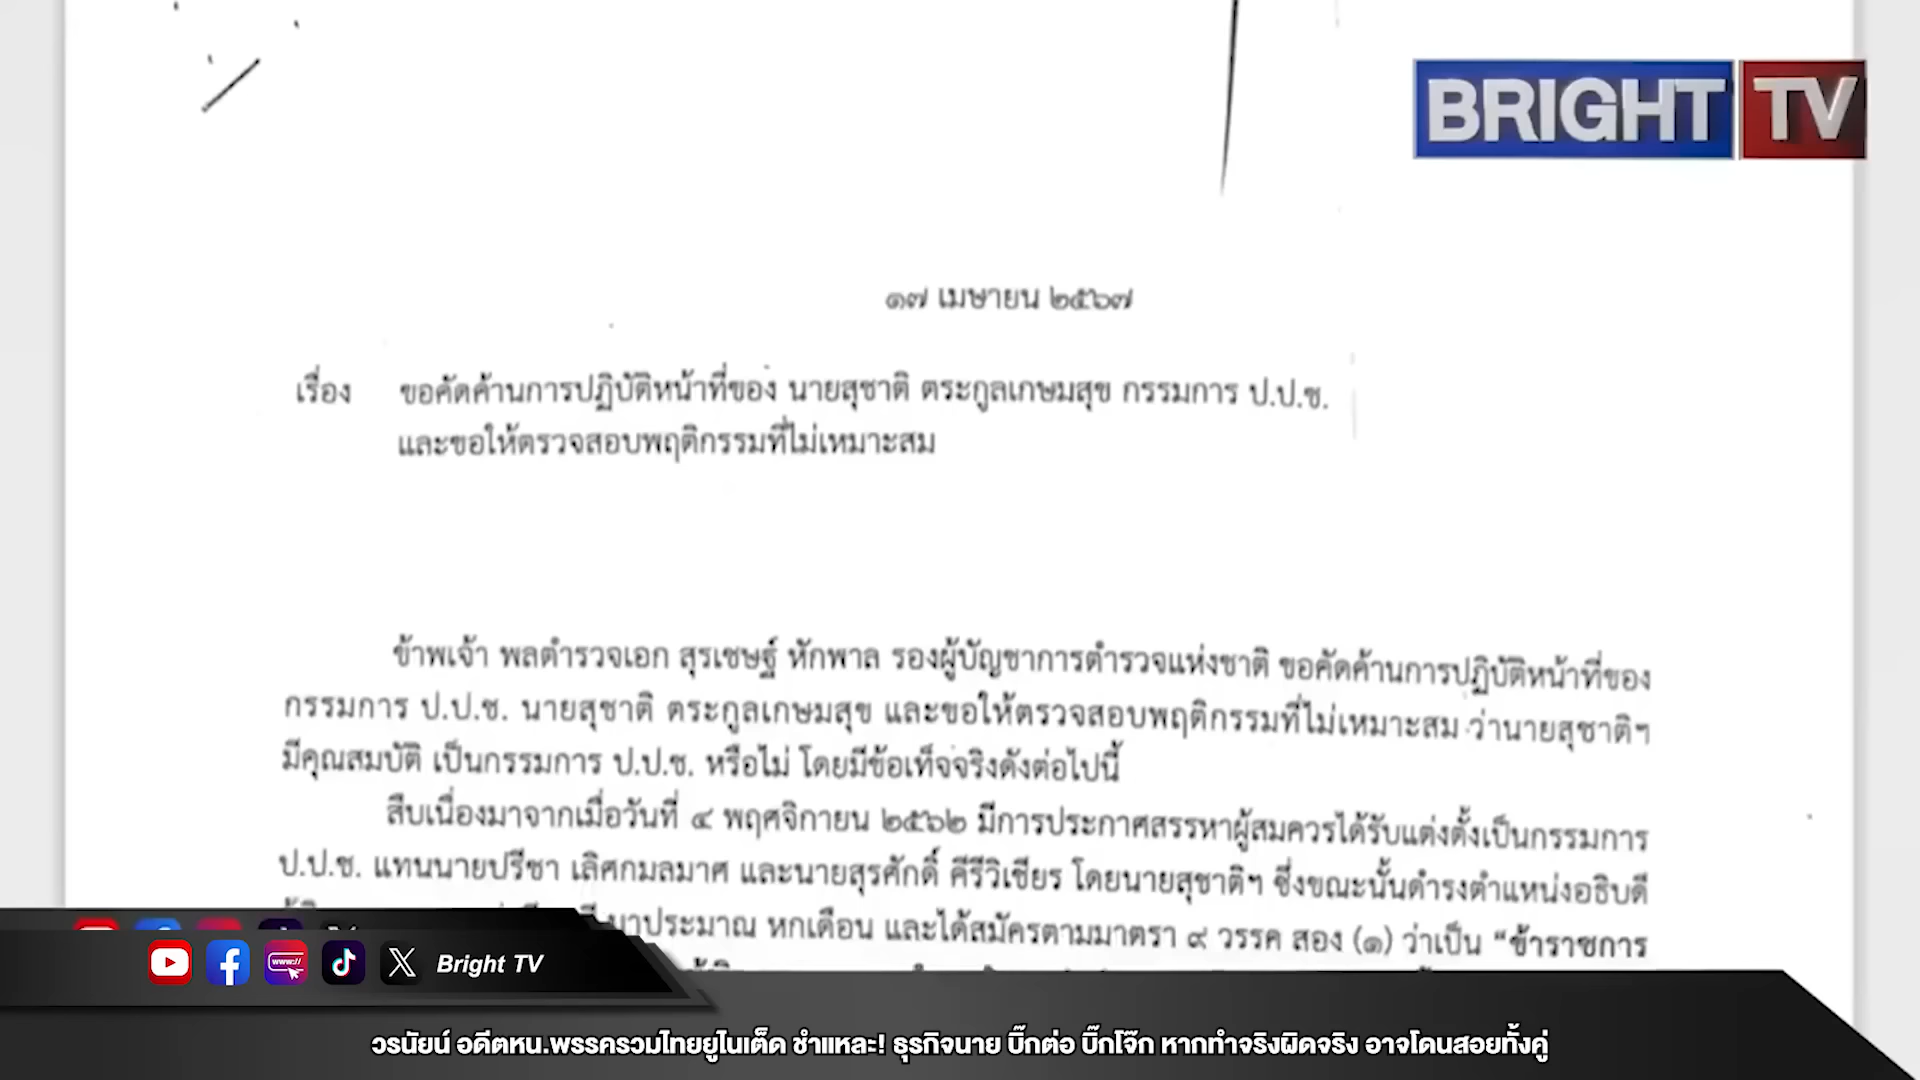 BRIGHT TV
๑๗ เมษายน ๒๕๖๗
เรื่อง ขอคัดค้านการปฏิบัติหน้าที่ของ นายสุชาติ ตระกูลเกษมสุข กรรมการ ป.ป.ช.
และขอให้ตรวจสอบพฤติกรรมที่ไม่เหมาะสม
ข้าพเจ้า พลตำรวจเอก สุรเชษฐ์ หักพาล รองผู้บัญชาการตำรวจแห่งชาติ ขอคัดค้านการปฏิบัติหน้าที่ของ
กรรมการ ป.ป.ช. นายสุชาติ ตระกูลเกษมสุข และขอให้ตรวจสอบพฤติกรรมที่ไม่เหมาะสม ว่านายสุชาติฯ
มีคุณสมบัติ เป็นกรรมการ ป.ป.ช. หรือไม่ โดยมีข้อเท็จจริงดังต่อไปนี้
สืบเนื่องมาจากเมื่อวันที่ ๔ พฤศจิกายน ๒๕๖๒ มีการประกาศสรรหาผู้สมควรได้รับแต่งตั้งเป็นกรรมการ
ป.ป.ช. แทนนายปรีชา เลิศกมลมาศ และนายสุรศักดิ์ คีรีวิเชียร โดยนายสุชาติฯ ซึ่งขณะนั้นดำรงตำแหน่งอธิบดี
มาประมาณ หกเดือน และได้สมัครตามมาตรา ๙ วรรค สอง (๑) ว่าเป็น “ข้าราชการ
www://
Bright TV
วรนัยน์ อดีตหน.พรรครวมไทยยูไนเต็ด ชำแหละ! ธุรกิจนาย บิ๊กต่อ บิ๊กโจ๊ก หากทำจริงผิดจริง อาจโดนสอยทั้งคู่